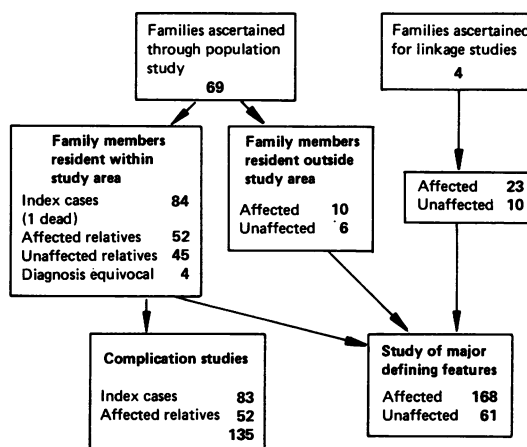 Families ascertained
through population
study
69
Families ascertained
for linkage studies
4
Family members
resident within
study area
Index cases 84
(1 dead)
Affected relatives 52
Unaffected relatives 45
Diagnosis equivocal 4
Family members
resident outside
study area
Affected 10
Unaffected 6
Affected 23
Unaffected 10
Complication studies
Index cases 83
Affected relatives 52
135
Study of major
defining features
Affected 168
Unaffected 61